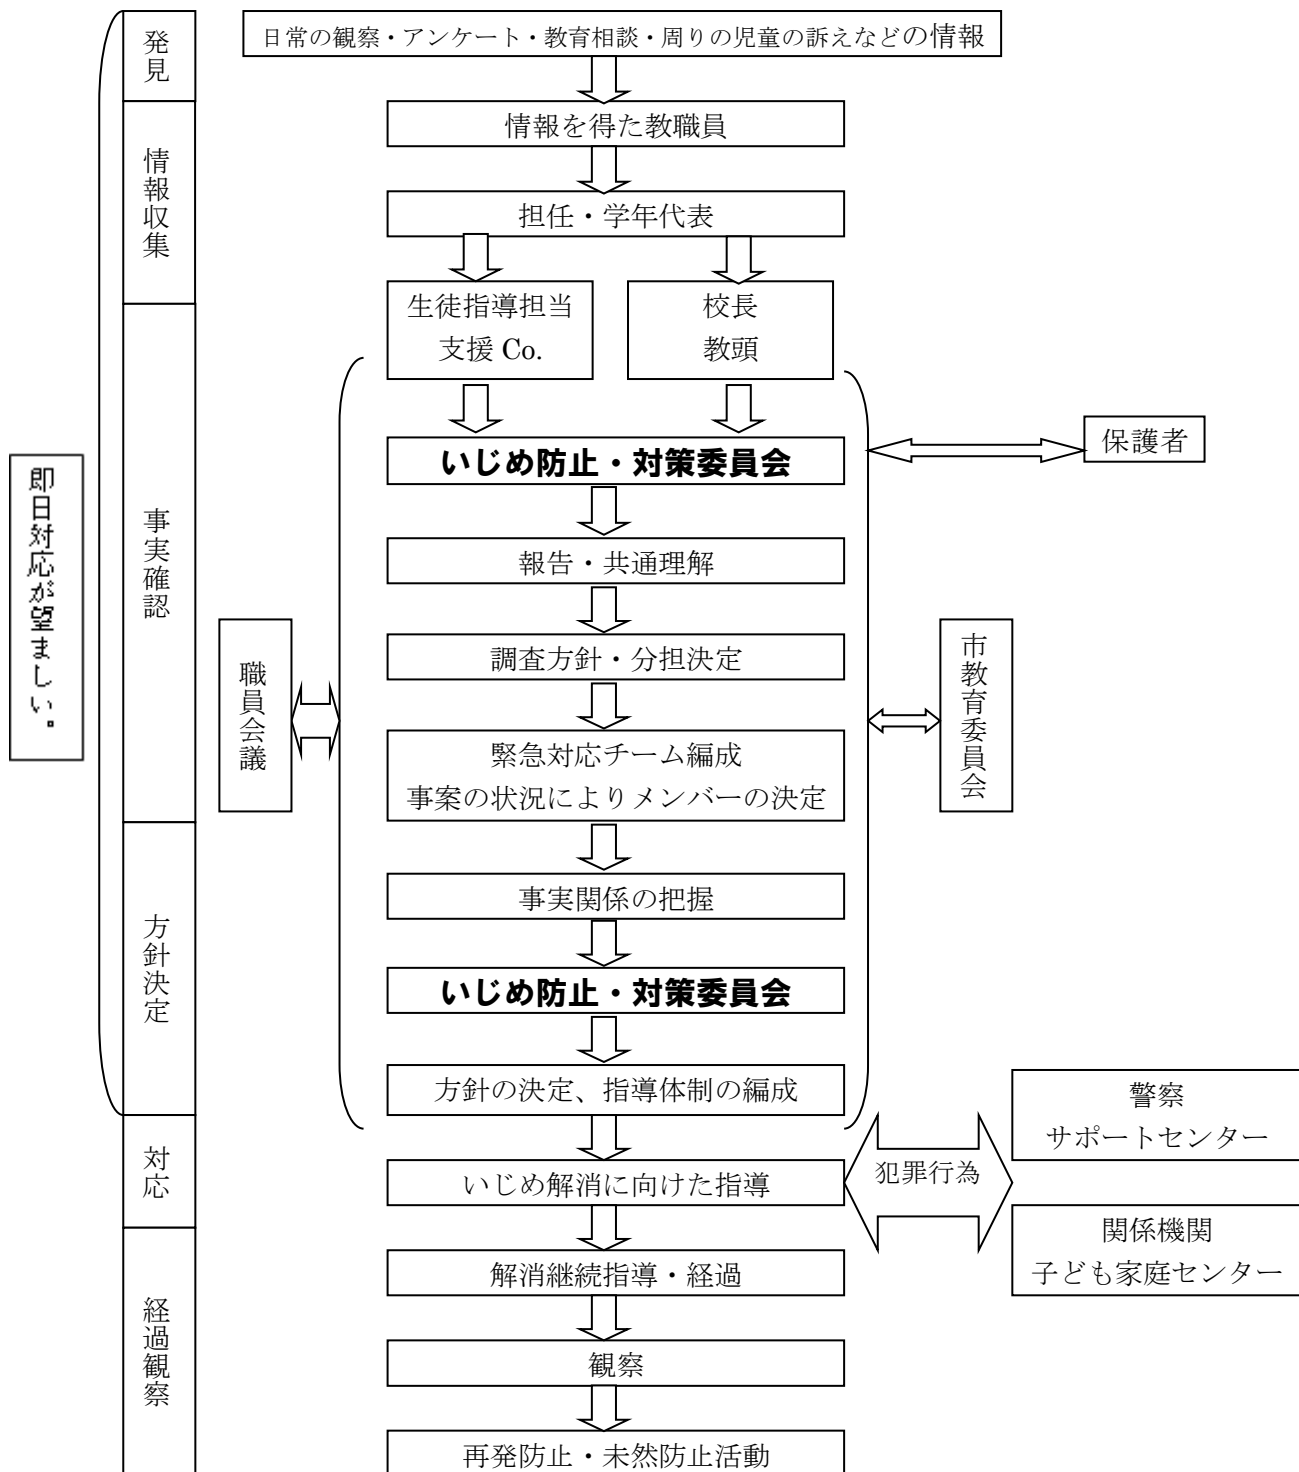 発見
日常の観察・アンケート・教育相談・周りの児童の訴えなどの情報
情報を得た教職員
情報収集
担任・学年代表
生徒指導担当
支援 Co.
校長
教頭
いじめ防止・対策委員会
保護者
即日対応が望ましい。
事実確認
報告・共通理解
調査方針・分担決定
職員会議
市教育委員会
緊急対応チーム編成
事案の状況によりメンバーの決定
事実関係の把握
方針決定
いじめ防止・対策委員会
方針の決定、指導体制の編成
警察
サポートセンター
対応
いじめ解消に向けた指導
犯罪行為
関係機関
子ども家庭センター
解消継続指導・経過
経過観察
観察
再発防止・未然防止活動